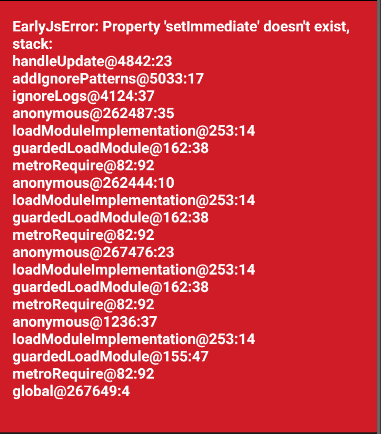 EarlyJsError: Property 'setImmediate' doesn't exist,
stack:
handleUpdate@4842:23
addIgnorePatterns@5033:17
ignoreLogs@4124:37
anonymous@262487:35
loadModuleImplementation@253:14
guardedLoadModule@162:38
metroRequire@82:92
anonymous@262444:10
loadModuleImplementation@253:14
guardedLoadModule@162:38
metroRequire@82:92
anonymous@267476:23
loadModuleImplementation@253:14
guardedLoadModule@162:38
metroRequire@82:92
anonymous@1236:37
loadModuleImplementation@253:14
guardedLoadModule@155:47
metroRequire@82:92
global@267649:4